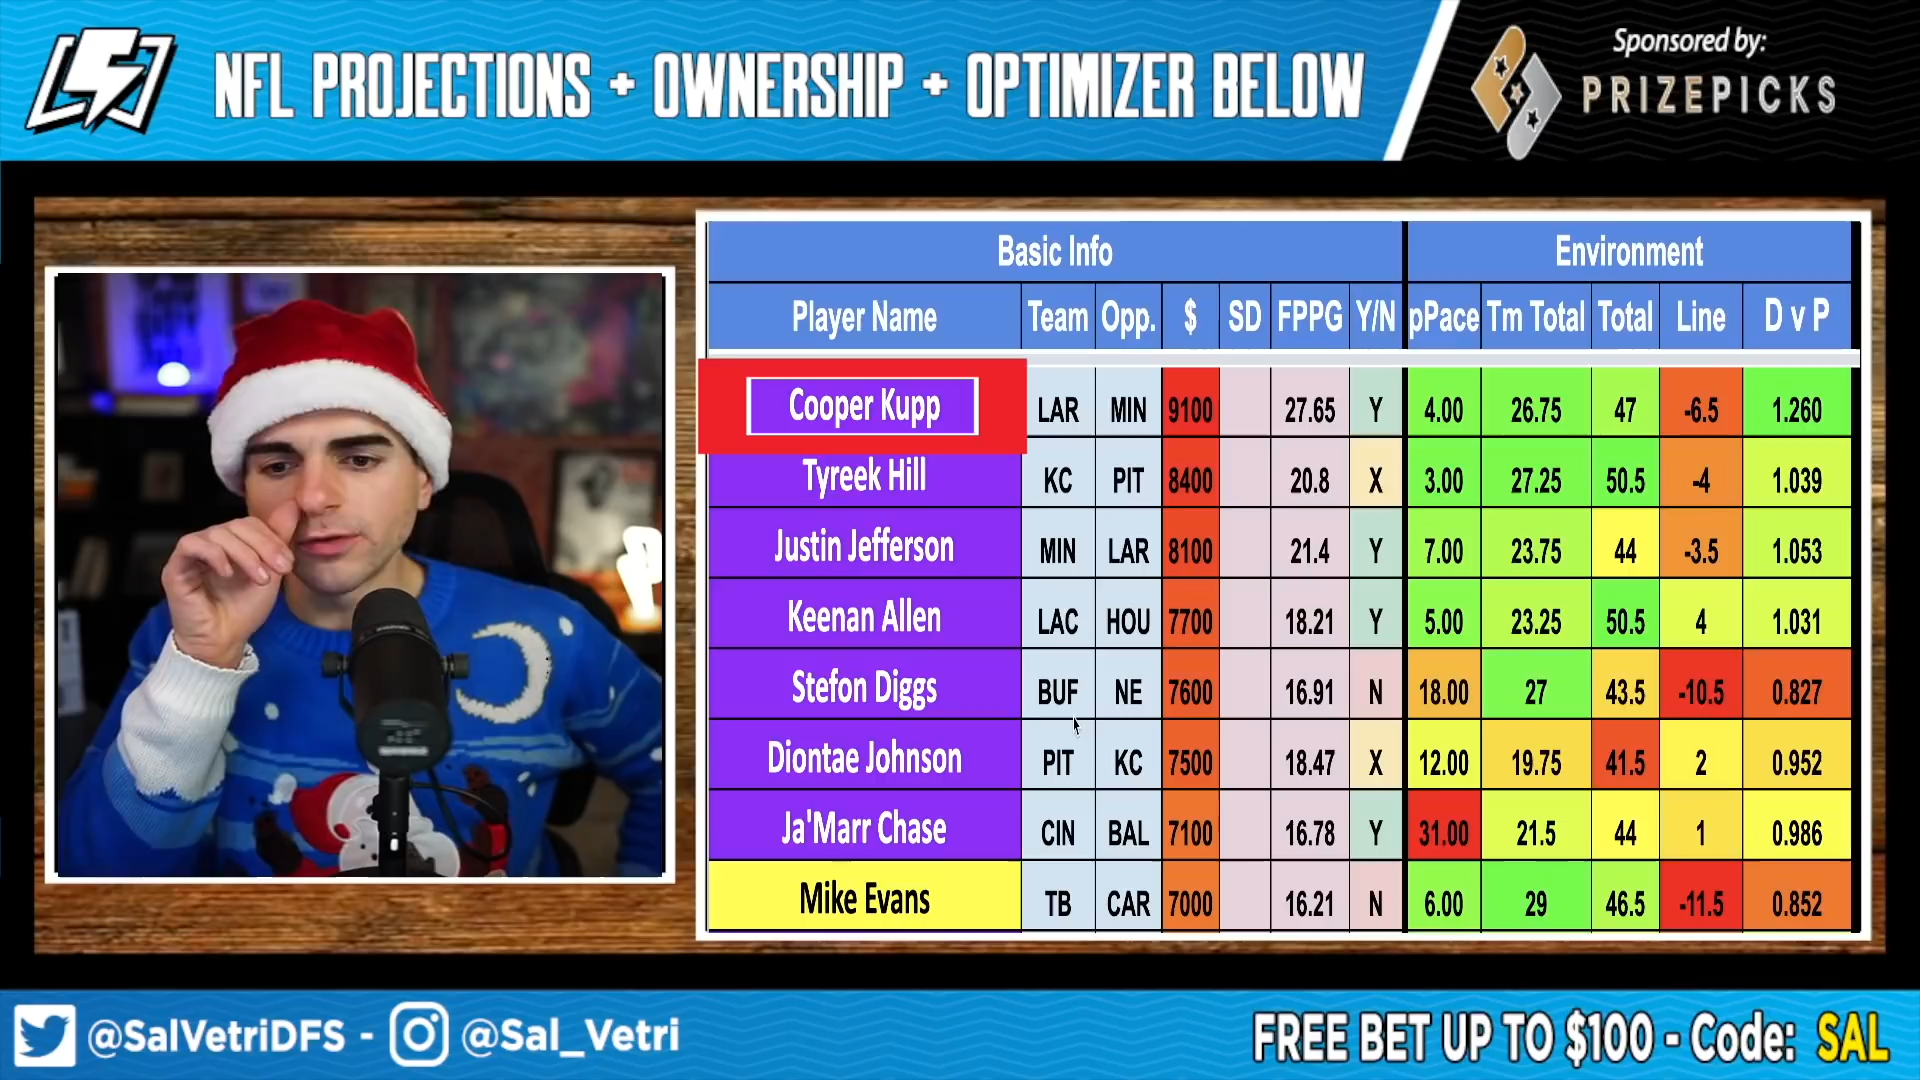 NFL PROJECTIONS + OWNERSHIP + OPTIMIZER BELOW
Sponsored by:
PRIZEPICKS
Basic Info Environment
Player Name Team Opp. $ SD FPPG Y/N pPace Tm Total Total Line D v P
Cooper Kupp LAR MIN 9100 27.65 Y 4.00 26.75 47 -6.5 1.260
Tyreek Hill KC PIT 8400 20.8 X 3.00 27.25 50.5 -4 1.039
Justin Jefferson MIN LAR 8100 21.4 Y 7.00 23.75 44 -3.5 1.053
Keenan Allen LAC HOU 7700 18.21 Y 5.00 23.25 50.5 4 1.031
Stefon Diggs BUF NE 7600 16.91 N 18.00 27 43.5 -10.5 0.827
Diontae Johnson PIT KC 7500 18.47 X 12.00 19.75 41.5 2 0.952
Ja'Marr Chase CIN BAL 7100 16.78 Y 31.00 21.5 44 1 0.986
Mike Evans TB CAR 7000 16.21 N 6.00 29 46.5 -11.5 0.852
@SalVetriDFS - @Sal_Vetri
FREE BET UP TO $100 - Code: SAL